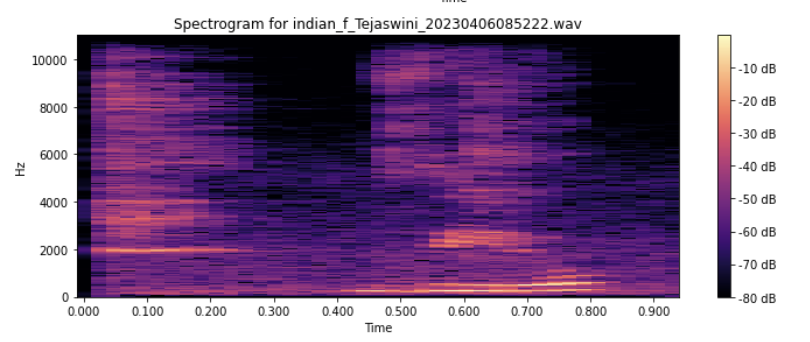 Time
Spectrogram for indian_f_Tejaswini_20230406085222.wav
10000
8000
6000
4000
2000
0
Hz
0.000 0.100 0.200 0.300 0.400 0.500 0.600 0.700 0.800 0.900
Time
-10 dB
-20 dB
-30 dB
-40 dB
-50 dB
-60 dB
-70 dB
-80 dB